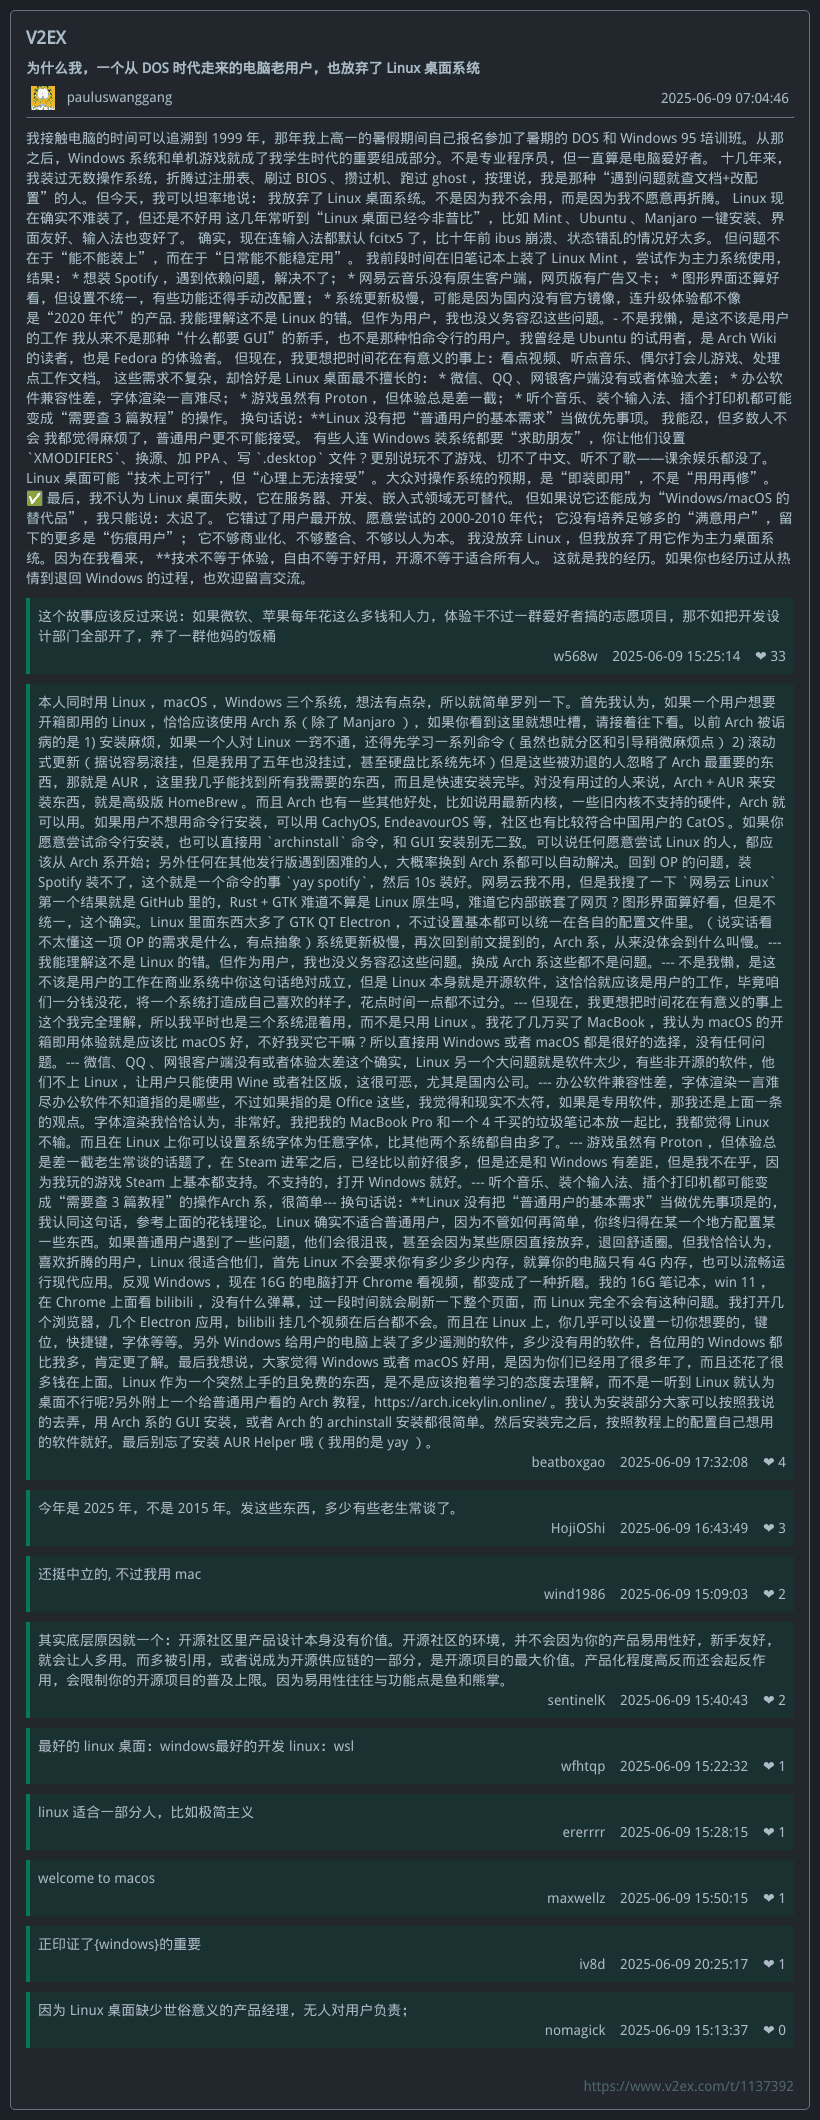 V2EX
为什么我，一个从 DOS 时代走来的电脑老用户，也放弃了 Linux 桌面系统
pauluswanggang 2025-06-09 07:04:46
我接触电脑的时间可以追溯到 1999 年，那年我上高一的暑假期间自己报名参加了暑期的 DOS 和 Windows 95 培训班。从那
之后，Windows 系统和单机游戏就成了我学生时代的重要组成部分。不是专业程序员，但一直算是电脑爱好者。 十几年来，
我装过无数操作系统，折腾过注册表、刷过 BIOS 、攒过机、跑过 ghost ，按理说，我是那种“遇到问题就查文档+改配
置”的人。但今天，我可以坦率地说： 我放弃了 Linux 桌面系统。不是因为我不会用，而是因为我不愿意再折腾。 Linux 现
在确实不难装了，但还是不好用 这几年常听到“Linux 桌面已经今非昔比”，比如 Mint 、Ubuntu 、Manjaro 一键安装、界
面友好、输入法也变好了。 确实，现在连输入法都默认 fcitx5 了，比十年前 ibus 崩溃、状态错乱的情况好太多。 但问题不
在于“能不能装上”，而在于“日常能不能稳定用”。 我前段时间在旧笔记本上装了 Linux Mint ，尝试作为主力系统使用，
结果： * 想装 Spotify ，遇到依赖问题，解决不了； * 网易云音乐没有原生客户端，网页版有广告又卡； * 图形界面还算好
看，但设置不统一，有些功能还得手动改配置； * 系统更新极慢，可能是因为国内没有官方镜像，连升级体验都不像
是“2020 年代”的产品. 我能理解这不是 Linux 的错。但作为用户，我也没义务容忍这些问题。- 不是我懒，是这不该是用户
的工作 我从来不是那种“什么都要 GUI”的新手，也不是那种怕命令行的用户。我曾经是 Ubuntu 的试用者，是 Arch Wiki
的读者，也是 Fedora 的体验者。 但现在，我更想把时间花在有意义的事上：看点视频、听点音乐、偶尔打会儿游戏、处理
点工作文档。 这些需求不复杂，却恰好是 Linux 桌面最不擅长的： * 微信、QQ 、网银客户端没有或者体验太差； * 办公软
件兼容性差，字体渲染一言难尽； * 游戏虽然有 Proton ，但体验总是差一截； * 听个音乐、装个输入法、插个打印机都可能
变成“需要查 3 篇教程”的操作。 换句话说：**Linux 没有把“普通用户的基本需求”当做优先事项。 我能忍，但多数人不
会 我都觉得麻烦了，普通用户更不可能接受。 有些人连 Windows 装系统都要“求助朋友”，你让他们设置
`XMODIFIERS`、换源、加 PPA 、写 `.desktop` 文件？更别说玩不了游戏、切不了中文、听不了歌——课余娱乐都没了。
Linux 桌面可能“技术上可行”，但“心理上无法接受”。大众对操作系统的预期，是“即装即用”，不是“用用再修”。
✅ 最后，我不认为 Linux 桌面失败，它在服务器、开发、嵌入式领域无可替代。 但如果说它还能成为“Windows/macOS 的
替代品”，我只能说：太迟了。 它错过了用户最开放、愿意尝试的 2000-2010 年代； 它没有培养足够多的“满意用户”，留
下的更多是“伤痕用户”； 它不够商业化、不够整合、不够以人为本。 我没放弃 Linux ，但我放弃了用它作为主力桌面系
统。因为在我看来， **技术不等于体验，自由不等于好用，开源不等于适合所有人。 这就是我的经历。如果你也经历过从热
情到退回 Windows 的过程，也欢迎留言交流。
这个故事应该反过来说：如果微软、苹果每年花这么多钱和人力，体验干不过一群爱好者搞的志愿项目，那不如把开发设
计部门全部开了，养了一群他妈的饭桶
w568w 2025-06-09 15:25:14 ❤ 33
本人同时用 Linux ，macOS ，Windows 三个系统，想法有点杂，所以就简单罗列一下。首先我认为，如果一个用户想要
开箱即用的 Linux ，恰恰应该使用 Arch 系（除了 Manjaro ），如果你看到这里就想吐槽，请接着往下看。以前 Arch 被诟
病的是 1) 安装麻烦，如果一个人对 Linux 一窍不通，还得先学习一系列命令（虽然也就分区和引导稍微麻烦点） 2) 滚动
式更新（据说容易滚挂，但是我用了五年也没挂过，甚至硬盘比系统先坏）但是这些被劝退的人忽略了 Arch 最重要的东
西，那就是 AUR ，这里我几乎能找到所有我需要的东西，而且是快速安装完毕。对没有用过的人来说，Arch + AUR 来安
装东西，就是高级版 HomeBrew 。而且 Arch 也有一些其他好处，比如说用最新内核，一些旧内核不支持的硬件，Arch 就
可以用。如果用户不想用命令行安装，可以用 CachyOS, EndeavourOS 等，社区也有比较符合中国用户的 CatOS 。如果你
愿意尝试命令行安装，也可以直接用 `archinstall` 命令，和 GUI 安装别无二致。可以说任何愿意尝试 Linux 的人，都应
该从 Arch 系开始；另外任何在其他发行版遇到困难的人，大概率换到 Arch 系都可以自动解决。回到 OP 的问题，装
Spotify 装不了，这个就是一个命令的事 `yay spotify`，然后 10s 装好。网易云我不用，但是我搜了一下 `网易云 Linux`
第一个结果就是 GitHub 里的，Rust + GTK 难道不算是 Linux 原生吗，难道它内部嵌套了网页？图形界面算好看，但是不
统一，这个确实。Linux 里面东西太多了 GTK QT Electron ，不过设置基本都可以统一在各自的配置文件里。（说实话看
不太懂这一项 OP 的需求是什么，有点抽象）系统更新极慢，再次回到前文提到的，Arch 系，从来没体会到什么叫慢。---
我能理解这不是 Linux 的错。但作为用户，我也没义务容忍这些问题。换成 Arch 系这些都不是问题。--- 不是我懒，是这
不该是用户的工作在商业系统中你这句话绝对成立，但是 Linux 本身就是开源软件，这恰恰就应该是用户的工作，毕竟咱
们一分钱没花，将一个系统打造成自己喜欢的样子，花点时间一点都不过分。--- 但现在，我更想把时间花在有意义的事上
这个我完全理解，所以我平时也是三个系统混着用，而不是只用 Linux 。我花了几万买了 MacBook ，我认为 macOS 的开
箱即用体验就是应该比 macOS 好，不好我买它干嘛？所以直接用 Windows 或者 macOS 都是很好的选择，没有任何问
题。--- 微信、QQ 、网银客户端没有或者体验太差这个确实，Linux 另一个大问题就是软件太少，有些非开源的软件，他
们不上 Linux ，让用户只能使用 Wine 或者社区版，这很可恶，尤其是国内公司。--- 办公软件兼容性差，字体渲染一言难
尽办公软件不知道指的是哪些，不过如果指的是 Office 这些，我觉得和现实不太符，如果是专用软件，那我还是上面一条
的观点。字体渲染我恰恰认为，非常好。我把我的 MacBook Pro 和一个 4 千买的垃圾笔记本放一起比，我都觉得 Linux
不输。而且在 Linux 上你可以设置系统字体为任意字体，比其他两个系统都自由多了。--- 游戏虽然有 Proton ，但体验总
是差一截老生常谈的话题了，在 Steam 进军之后，已经比以前好很多，但是还是和 Windows 有差距，但是我不在乎，因
为我玩的游戏 Steam 上基本都支持。不支持的，打开 Windows 就好。--- 听个音乐、装个输入法、插个打印机都可能变
成“需要查 3 篇教程”的操作Arch 系，很简单--- 换句话说：**Linux 没有把“普通用户的基本需求”当做优先事项是的，
我认同这句话，参考上面的花钱理论。Linux 确实不适合普通用户，因为不管如何再简单，你终归得在某一个地方配置某
一些东西。如果普通用户遇到了一些问题，他们会很沮丧，甚至会因为某些原因直接放弃，退回舒适圈。但我恰恰认为，
喜欢折腾的用户，Linux 很适合他们，首先 Linux 不会要求你有多少多少内存，就算你的电脑只有 4G 内存，也可以流畅运
行现代应用。反观 Windows ，现在 16G 的电脑打开 Chrome 看视频，都变成了一种折磨。我的 16G 笔记本，win 11 ，
在 Chrome 上面看 bilibili ，没有什么弹幕，过一段时间就会刷新一下整个页面，而 Linux 完全不会有这种问题。我打开几
个浏览器，几个 Electron 应用，bilibili 挂几个视频在后台都不会。而且在 Linux 上，你几乎可以设置一切你想要的，键
位，快捷键，字体等等。另外 Windows 给用户的电脑上装了多少遥测的软件，多少没有用的软件，各位用的 Windows 都
比我多，肯定更了解。最后我想说，大家觉得 Windows 或者 macOS 好用，是因为你们已经用了很多年了，而且还花了很
多钱在上面。Linux 作为一个突然上手的且免费的东西，是不是应该抱着学习的态度去理解，而不是一听到 Linux 就认为
桌面不行呢?另外附上一个给普通用户看的 Arch 教程，https://arch.icekylin.online/ 。我认为安装部分大家可以按照我说
的去弄，用 Arch 系的 GUI 安装，或者 Arch 的 archinstall 安装都很简单。然后安装完之后，按照教程上的配置自己想用
的软件就好。最后别忘了安装 AUR Helper 哦（我用的是 yay ）。
beatboxgao 2025-06-09 17:32:08 ❤ 4
今年是 2025 年，不是 2015 年。发这些东西，多少有些老生常谈了。
HojiOShi 2025-06-09 16:43:49 ❤ 3
还挺中立的, 不过我用 mac
wind1986 2025-06-09 15:09:03 ❤ 2
其实底层原因就一个：开源社区里产品设计本身没有价值。开源社区的环境，并不会因为你的产品易用性好，新手友好，
就会让人多用。而多被引用，或者说成为开源供应链的一部分，是开源项目的最大价值。产品化程度高反而还会起反作
用，会限制你的开源项目的普及上限。因为易用性往往与功能点是鱼和熊掌。
sentinelK 2025-06-09 15:40:43 ❤ 2
最好的 linux 桌面：windows最好的开发 linux：wsl
wfhtqp 2025-06-09 15:22:32 ❤ 1
linux 适合一部分人，比如极简主义
ererrrr 2025-06-09 15:28:15 ❤ 1
welcome to macos
maxwellz 2025-06-09 15:50:15 ❤ 1
正印证了{windows}的重要
iv8d 2025-06-09 20:25:17 ❤ 1
因为 Linux 桌面缺少世俗意义的产品经理，无人对用户负责；
nomagick 2025-06-09 15:13:37 ❤ 0
https://www.v2ex.com/t/1137392